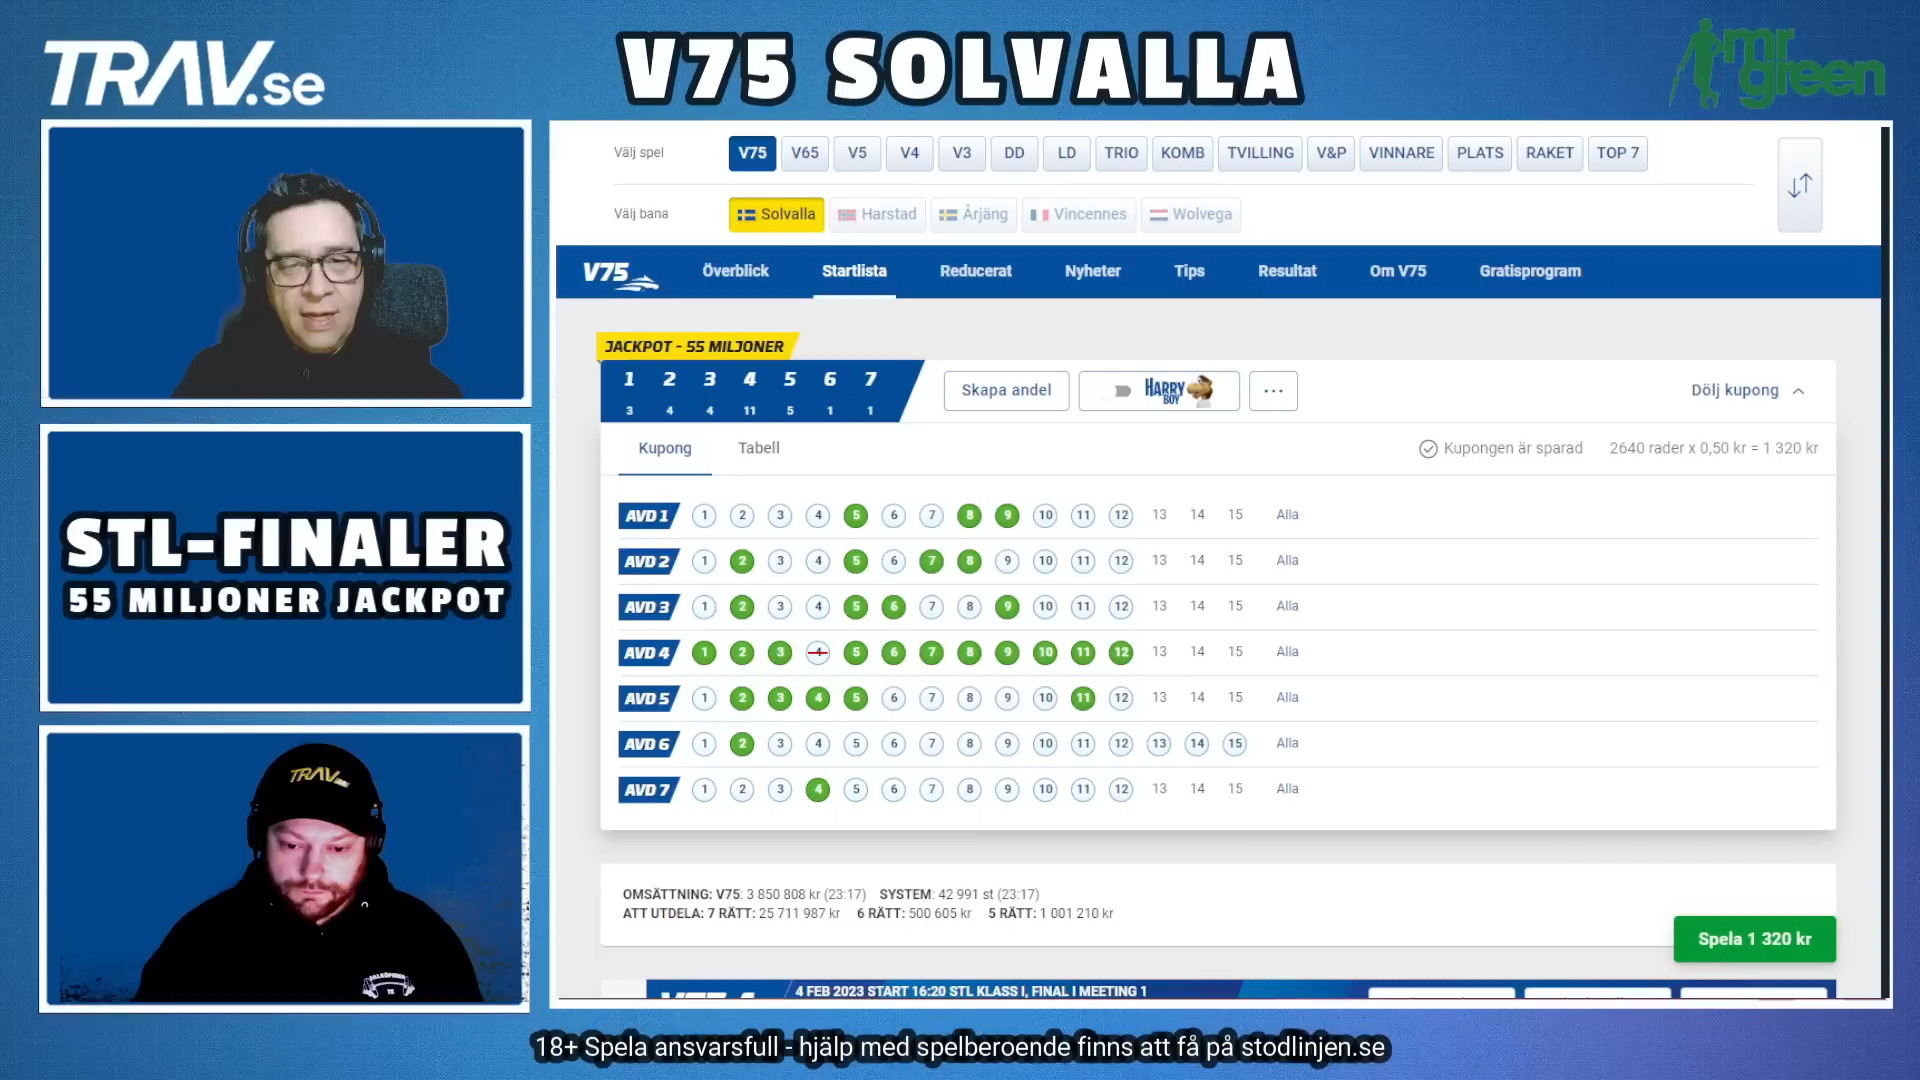 TRAV.se
V75 SOLVALLA
mr green
Välj spel
V75 V65 V5 V4 V3 DD LD TRIO KOMB TVILLING V&P VINNARE PLATS RAKET TOP 7
Välj bana
Solvalla Harstad Årjäng Vincennes Wolvega
V75 Överblick Startlista Reducerat Nyheter Tips Resultat Om V75 Gratisprogram
JACKPOT - 55 MILJONER
1 2 3 4 5 6 7
3 4 4 11 5 1 1
Skapa andel
HARRY BOY
...
Dölj kupong
Kupong Tabell
Kupongen är sparad 2640 rader x 0,50 kr = 1 320 kr
AVD 1 1 2 3 4 5 6 7 8 9 10 11 12 13 14 15 Alla
AVD 2 1 2 3 4 5 6 7 8 9 10 11 12 13 14 15 Alla
AVD 3 1 2 3 4 5 6 7 8 9 10 11 12 13 14 15 Alla
AVD 4 1 2 3 4 5 6 7 8 9 10 11 12 13 14 15 Alla
AVD 5 1 2 3 4 5 6 7 8 9 10 11 12 13 14 15 Alla
AVD 6 1 2 3 4 5 6 7 8 9 10 11 12 13 14 15 Alla
AVD 7 1 2 3 4 5 6 7 8 9 10 11 12 13 14 15 Alla
OMSÄTTNING: V75: 3 850 808 kr (23:17) SYSTEM: 42 991 st (23:17)
ATT UTDELA: 7 RÄTT: 25 711 987 kr 6 RÄTT: 500 605 kr 5 RÄTT: 1 001 210 kr
Spela 1 320 kr
4 FEB 2023 START 16:20 STL KLASS I, FINAL I MEETING 1
STL-FINALER
55 MILJONER JACKPOT
TRAV
18+ Spela ansvarsfull - hjälp med spelberoende finns att få på stodlinjen.se